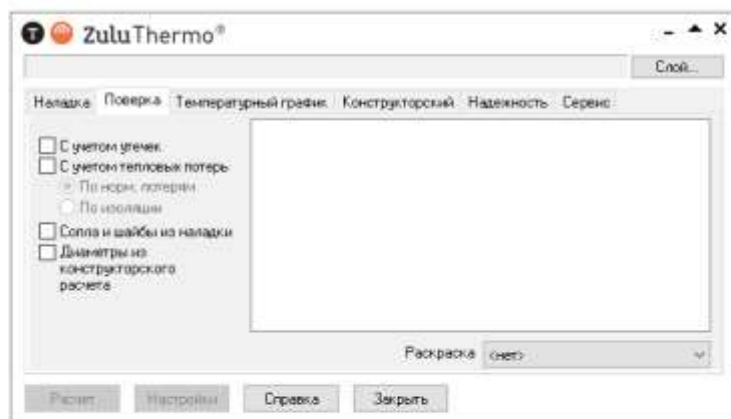 T ZuluThermo®
Слой...
Наладка Поверка Температурный график Конструкторский Надежность Сервис
С учетом утечек
С учетом тепловых потерь
По норм. потерям
По изоляции
Сопла и шайбы из наладки
Диаметры из
конструкторского
расчета
Раскраска <нет>
Расчет Настройки Справка Закрыть